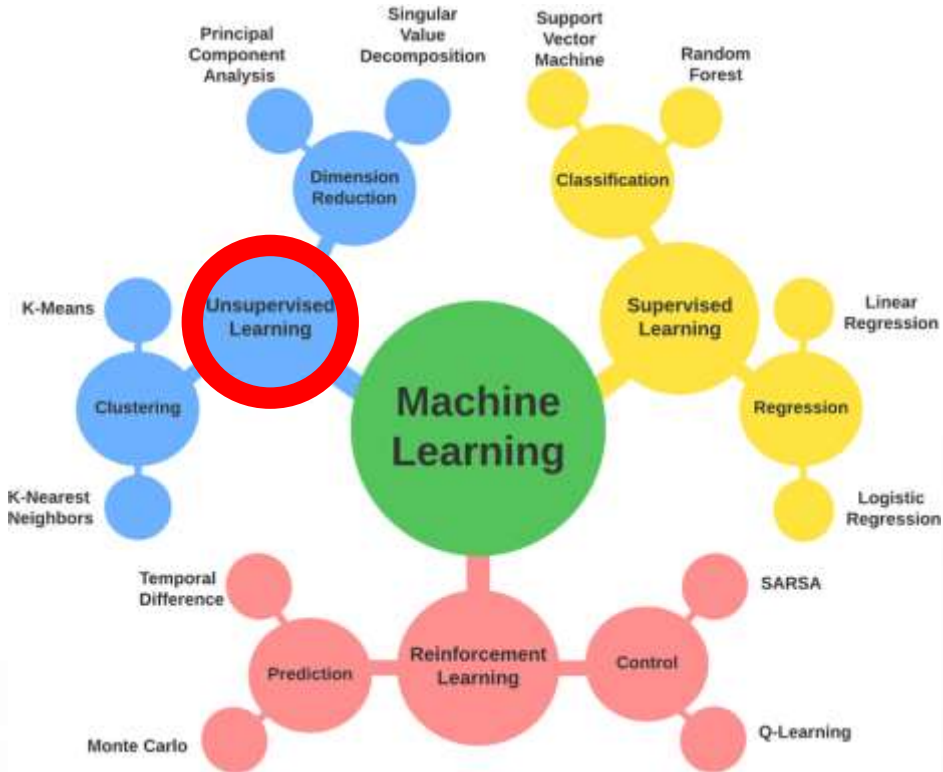 Singular
Value
Decomposition
Principal
Component
Analysis
Support
Vector
Machine
Random
Forest
Dimension
Reduction
Classification
Unsupervised
Learning
K-Means
Clustering
K-Nearest
Neighbors
Machine
Learning
Supervised
Learning
Linear
Regression
Regression
Logistic
Regression
Temporal
Difference
Prediction
Monte Carlo
Reinforcement
Learning
Control
SARSA
Q-Learning